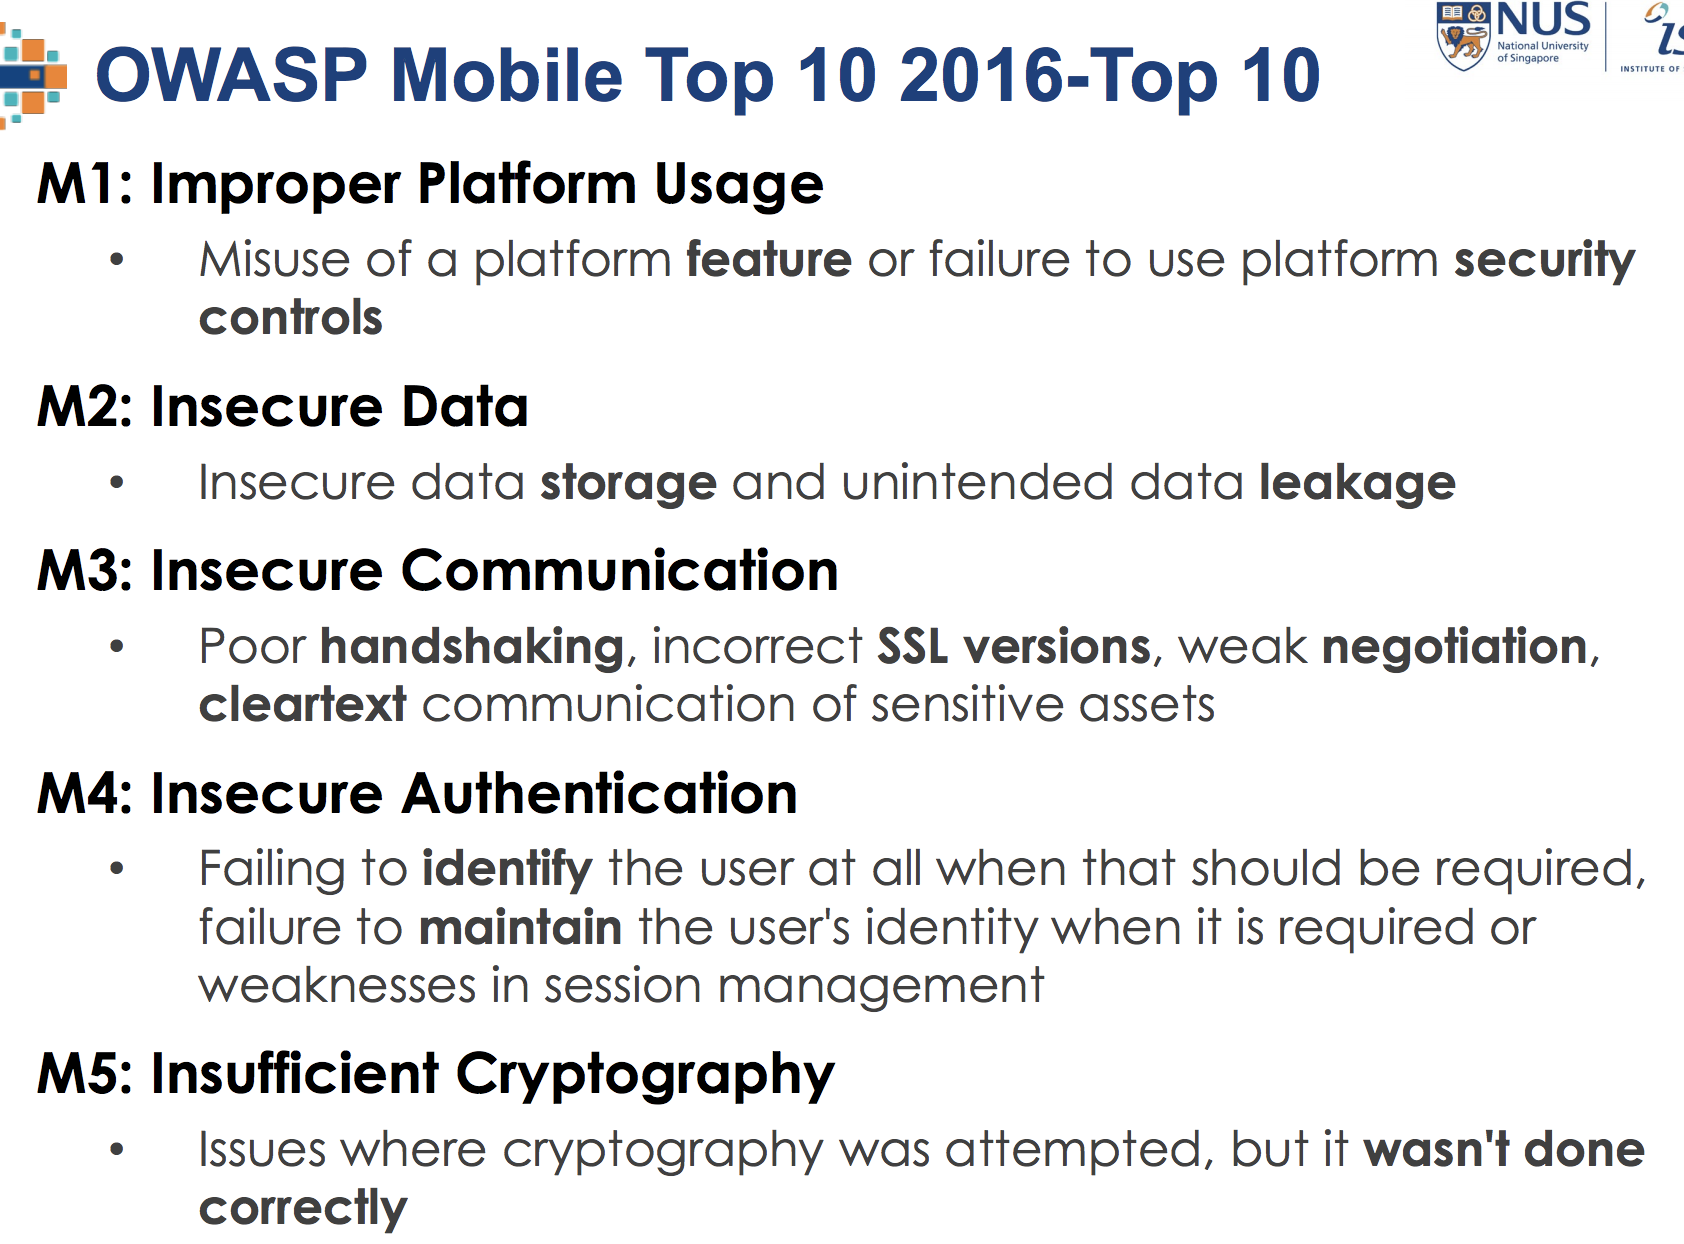 NUS
National University
of Singapore
INSTITUTE OF
OWASP Mobile Top 10 2016-Top 10
M1: Improper Platform Usage
• Misuse of a platform feature or failure to use platform security
controls
M2: Insecure Data
• Insecure data storage and unintended data leakage
M3: Insecure Communication
• Poor handshaking, incorrect SSL versions, weak negotiation,
cleartext communication of sensitive assets
M4: Insecure Authentication
• Failing to identify the user at all when that should be required,
failure to maintain the user's identity when it is required or
weaknesses in session management
M5: Insufficient Cryptography
• Issues where cryptography was attempted, but it wasn't done
correctly